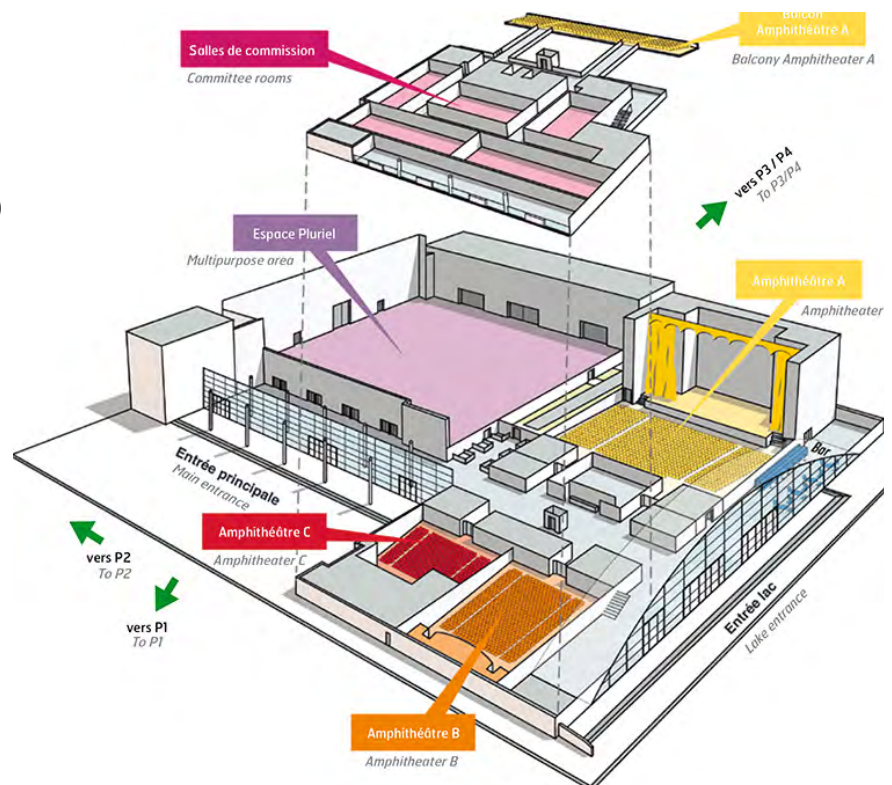 Balcon
Amphithéâtre A
Balcony Amphitheater A
Salles de commission
Committee rooms
vers P3 / P4
To P3/P4
Espace Pluriel
Multipurpose area
Amphithéâtre A
Amphitheater
Bar
Entrée principale
Main entrance
Amphithéâtre C
Amphitheater C
vers P2
To P2
vers P1
To P1
Entrée lac
Lake entrance
Amphithéâtre B
Amphitheater B